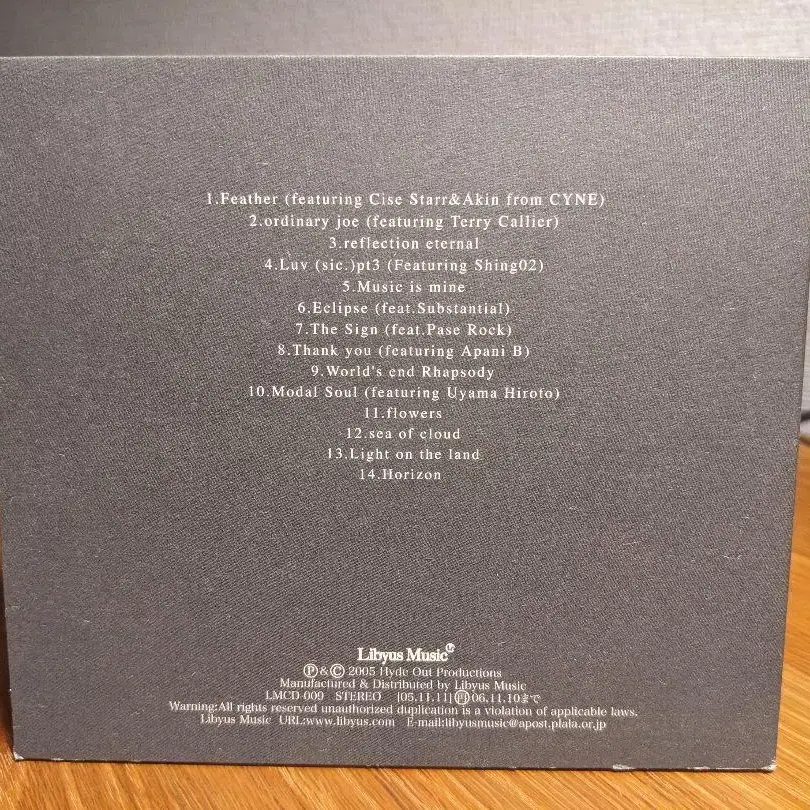 1.Feather (featuring Cise Starr&Akin from CYNE)
2.ordinary joe (featuring Terry Callier)
3.reflection eternal
4.Luv (sic.)pt3 (Featuring Shing02)
5.Music is mine
6.Eclipse (feat.Substantial)
7.The Sign (feat.Pase Rock)
8.Thank you (featuring Apani B)
9.World's end Rhapsody
10.Modal Soul (featuring Uyama Hiroto)
11.flowers
12.sea of cloud
13.Light on the land
14.Horizon
Libyus Music
Ⓟ&Ⓒ 2005 Hyde Out Productions
Manufactured & Distributed by Libyus Music
LMCD-009 STEREO [05.11.11]㊐06.11.10まで
Warning:All rights reserved unauthorized duplication is a violation of applicable laws.
Libyus Music URL:www.libyus.com E-mail:libyusmusic@apost.plala.or.jp